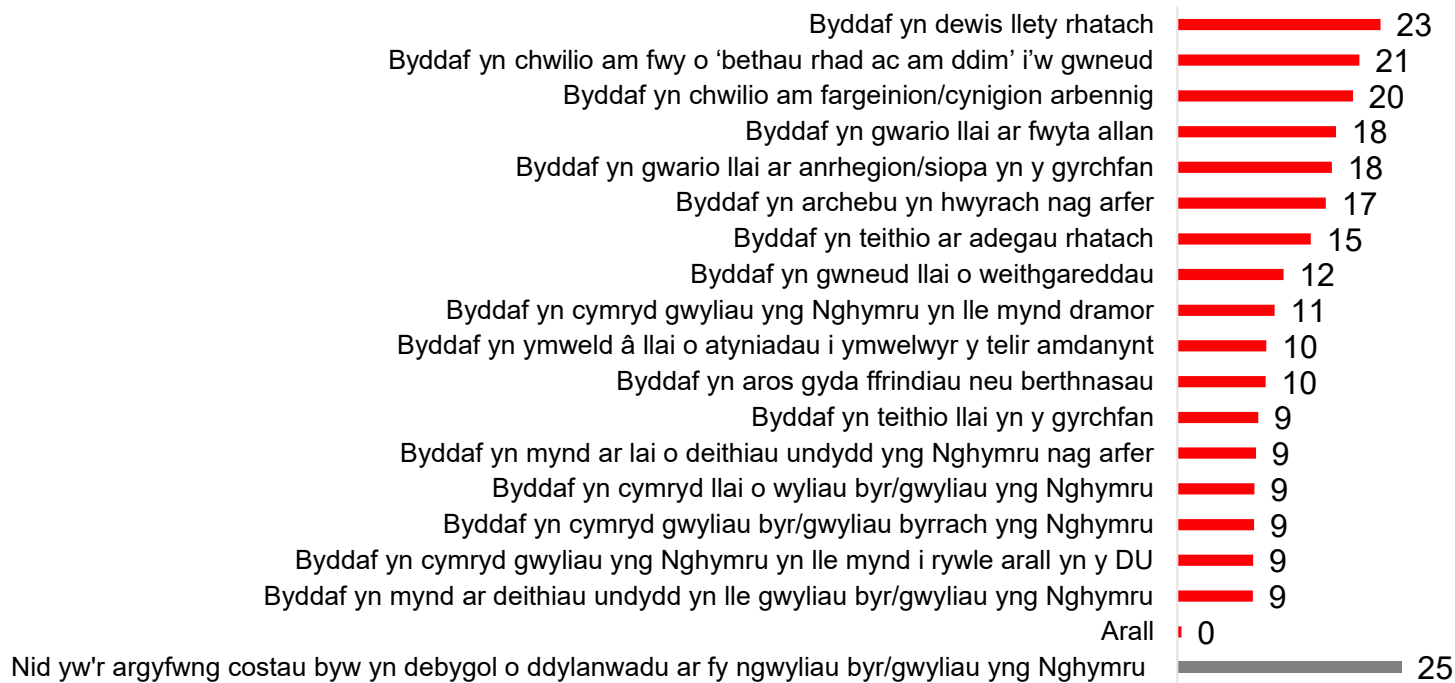 Byddaf yn dewis llety rhatach 23
Byddaf yn chwilio am fwy o ‘bethau rhad ac am ddim’ i’w gwneud 21
Byddaf yn chwilio am fargeinion/cynigion arbennig 20
Byddaf yn gwario llai ar fwyta allan 18
Byddaf yn gwario llai ar anrhegion/siopa yn y gyrchfan 18
Byddaf yn archebu yn hwyrach nag arfer 17
Byddaf yn teithio ar adegau rhatach 15
Byddaf yn gwneud llai o weithgareddau 12
Byddaf yn cymryd gwyliau yng Nghymru yn lle mynd dramor 11
Byddaf yn ymweld â llai o atyniadau i ymwelwyr y telir amdanynt 10
Byddaf yn aros gyda ffrindiau neu berthnasau 10
Byddaf yn teithio llai yn y gyrchfan 9
Byddaf yn mynd ar lai o deithiau undydd yng Nghymru nag arfer 9
Byddaf yn cymryd llai o wyliau byr/gwyliau yng Nghymru 9
Byddaf yn cymryd gwyliau byr/gwyliau byrrach yng Nghymru 9
Byddaf yn cymryd gwyliau yng Nghymru yn lle mynd i rywle arall yn y DU 9
Byddaf yn mynd ar deithiau undydd yn lle gwyliau byr/gwyliau yng Nghymru 9
Arall 0
Nid yw'r argyfwng costau byw yn debygol o ddylanwadu ar fy ngwyliau byr/gwyliau yng Nghymru 25